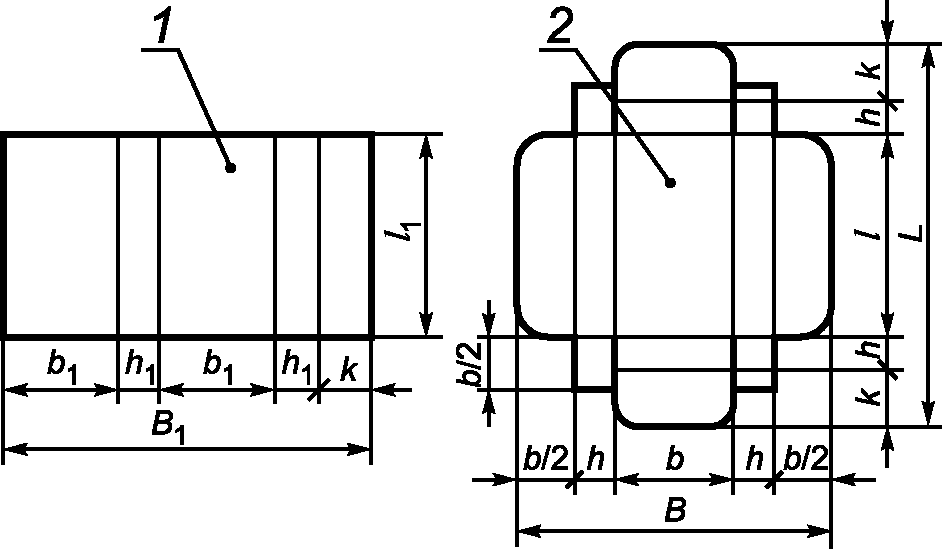 1
2
k
h
l₁
l
L
b/2
h
k
b₁ h₁ b₁ h₁ k
B₁
b/2 h b h b/2
B